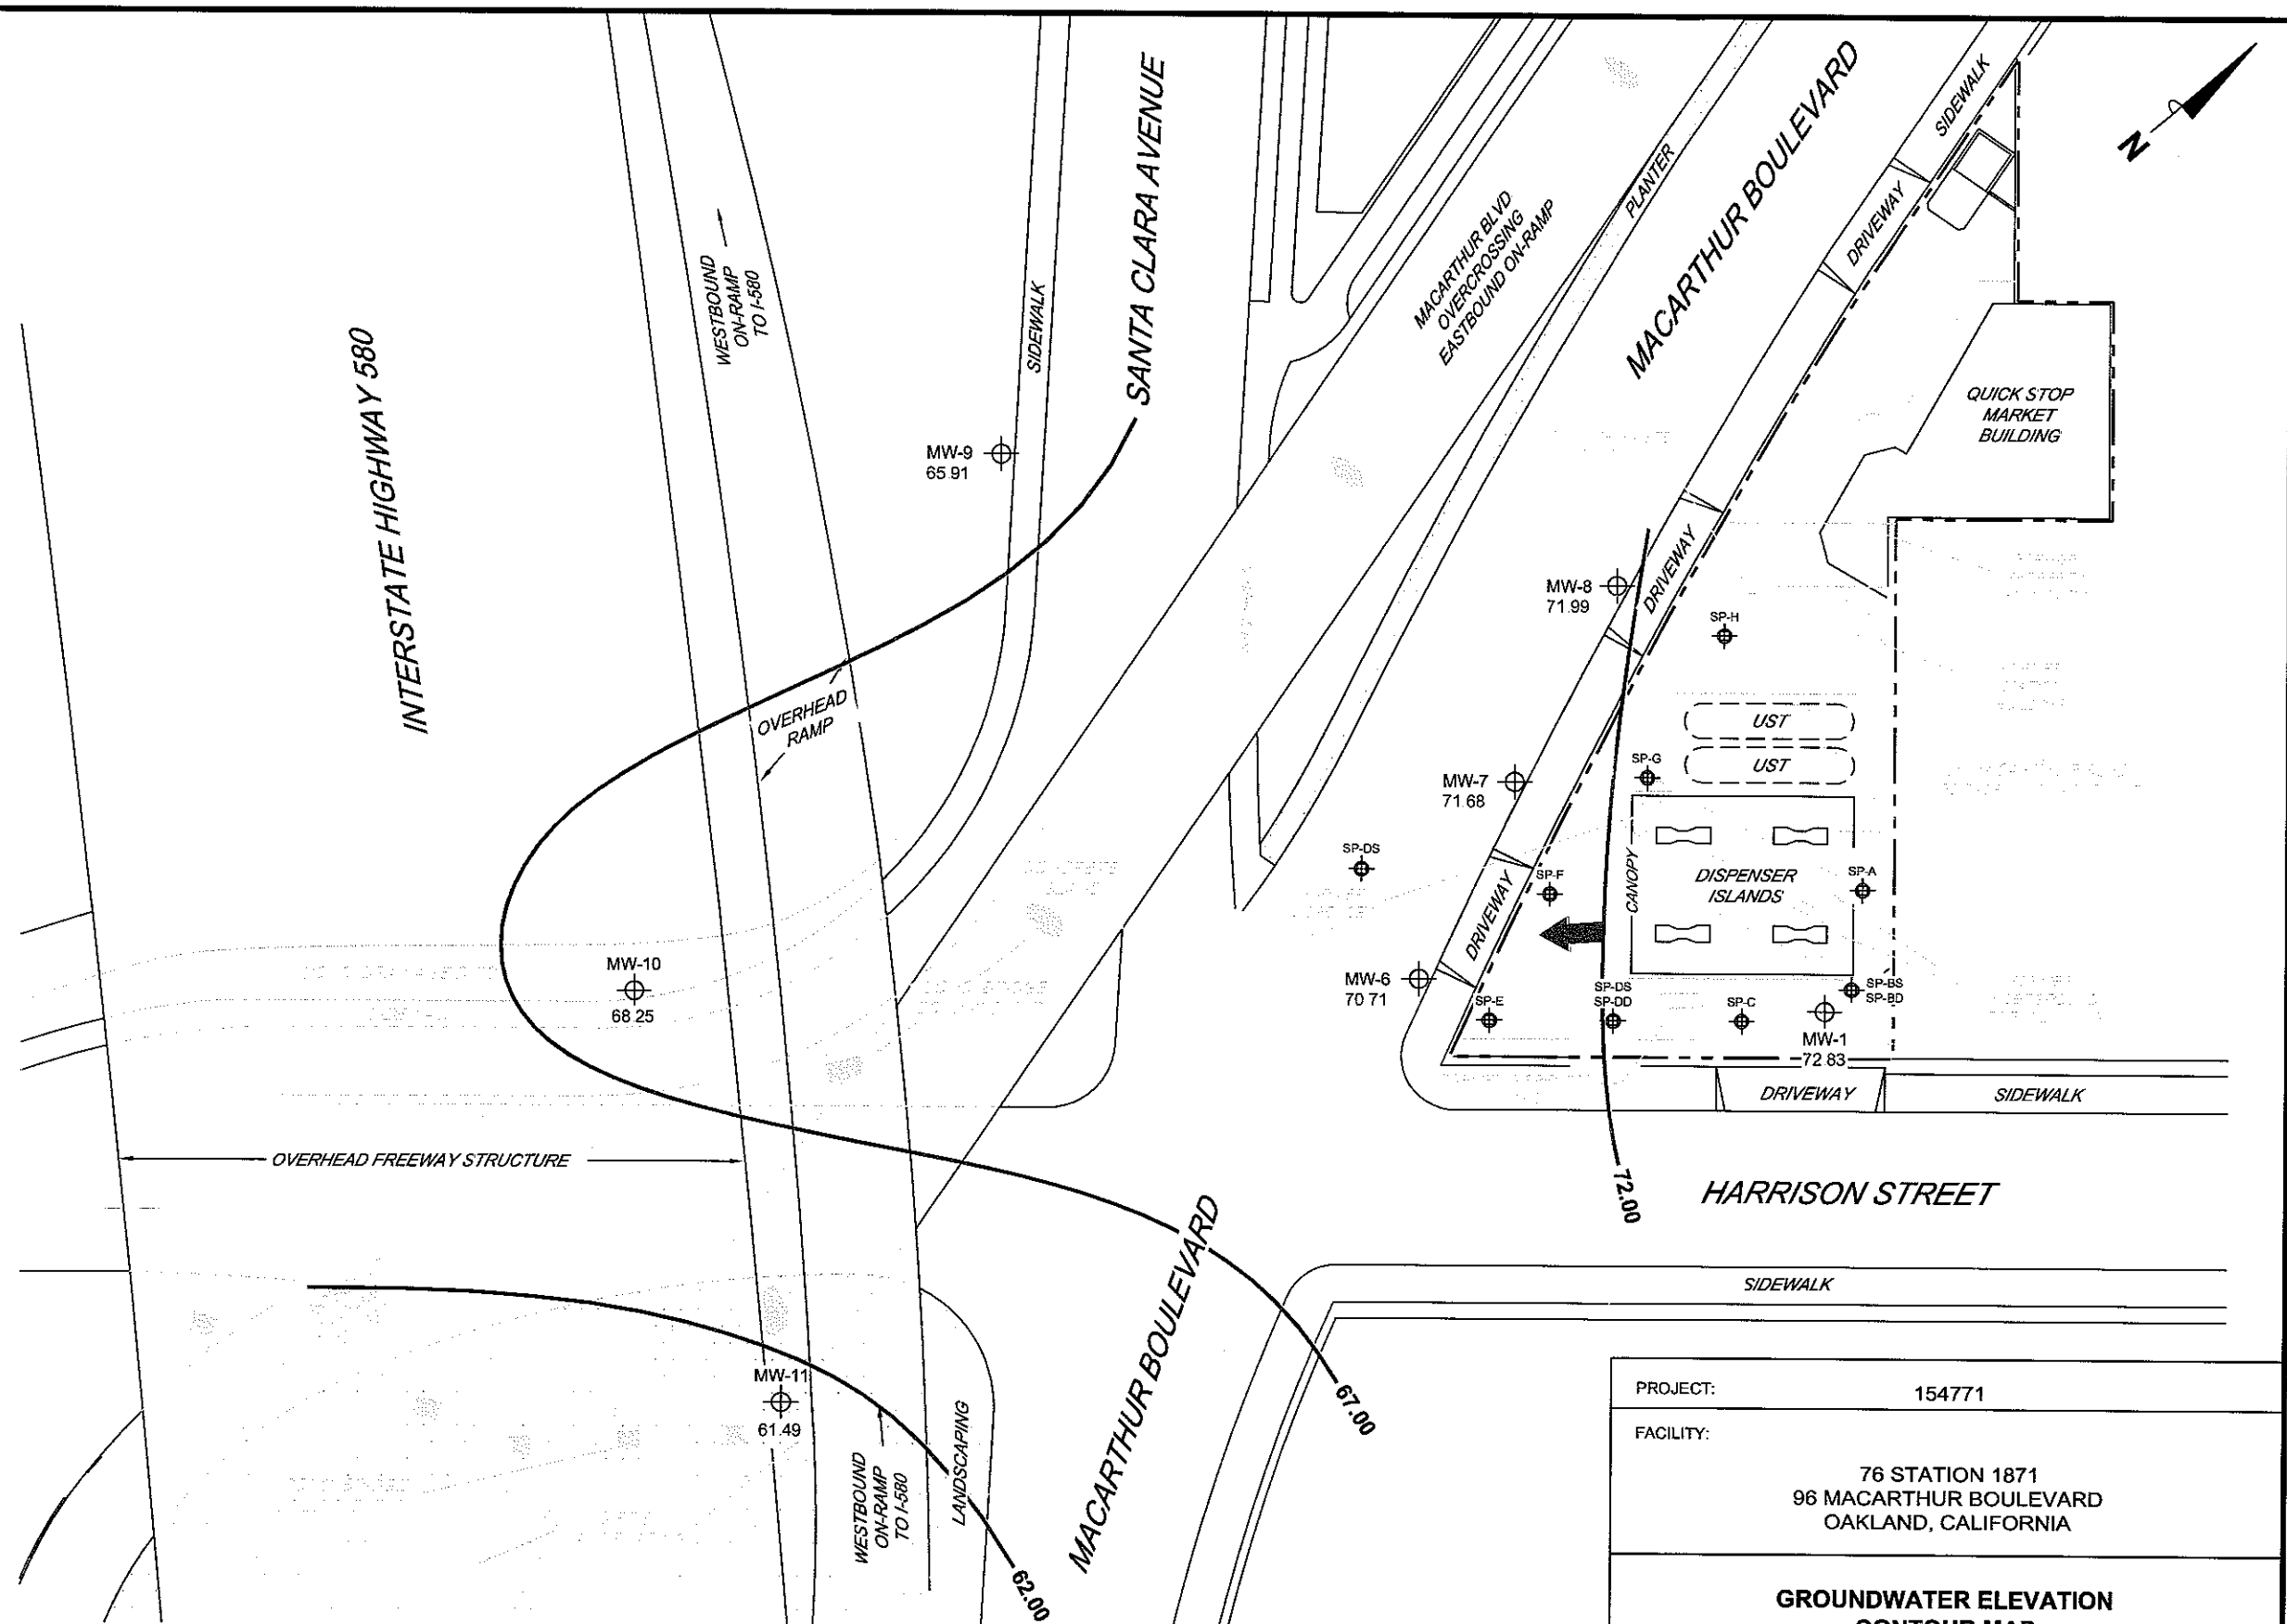 INTERSTATE HIGHWAY 580
WESTBOUND
ON-RAMP
TO I-580
SIDEWALK
SANTA CLARA AVENUE
MACARTHUR BLVD
OVERCROSSING
EASTBOUND ON-RAMP
PLANTER
MACARTHUR BOULEVARD
SIDEWALK
DRIVEWAY
N
QUICK STOP
MARKET
BUILDING
MW-9
65.91
MW-8
71.99
DRIVEWAY
SP-H
OVERHEAD
RAMP
UST
UST
SP-G
MW-7
71.68
SP-DS
SP-F
CANOPY
DISPENSER
ISLANDS
SP-A
DRIVEWAY
MW-10
68.25
MW-6
70.71
SP-E
SP-DS
SP-DD
SP-C
SP-BS
SP-BD
MW-1
72.83
DRIVEWAY
SIDEWALK
OVERHEAD FREEWAY STRUCTURE
72.00
HARRISON STREET
SIDEWALK
MACARTHUR BOULEVARD
67.00
MW-11
61.49
WESTBOUND
ON-RAMP
TO I-580
LANDSCAPING
62.00
PROJECT:
154771
FACILITY:
76 STATION 1871
96 MACARTHUR BOULEVARD
OAKLAND, CALIFORNIA
GROUNDWATER ELEVATION
CONTOUR MAP